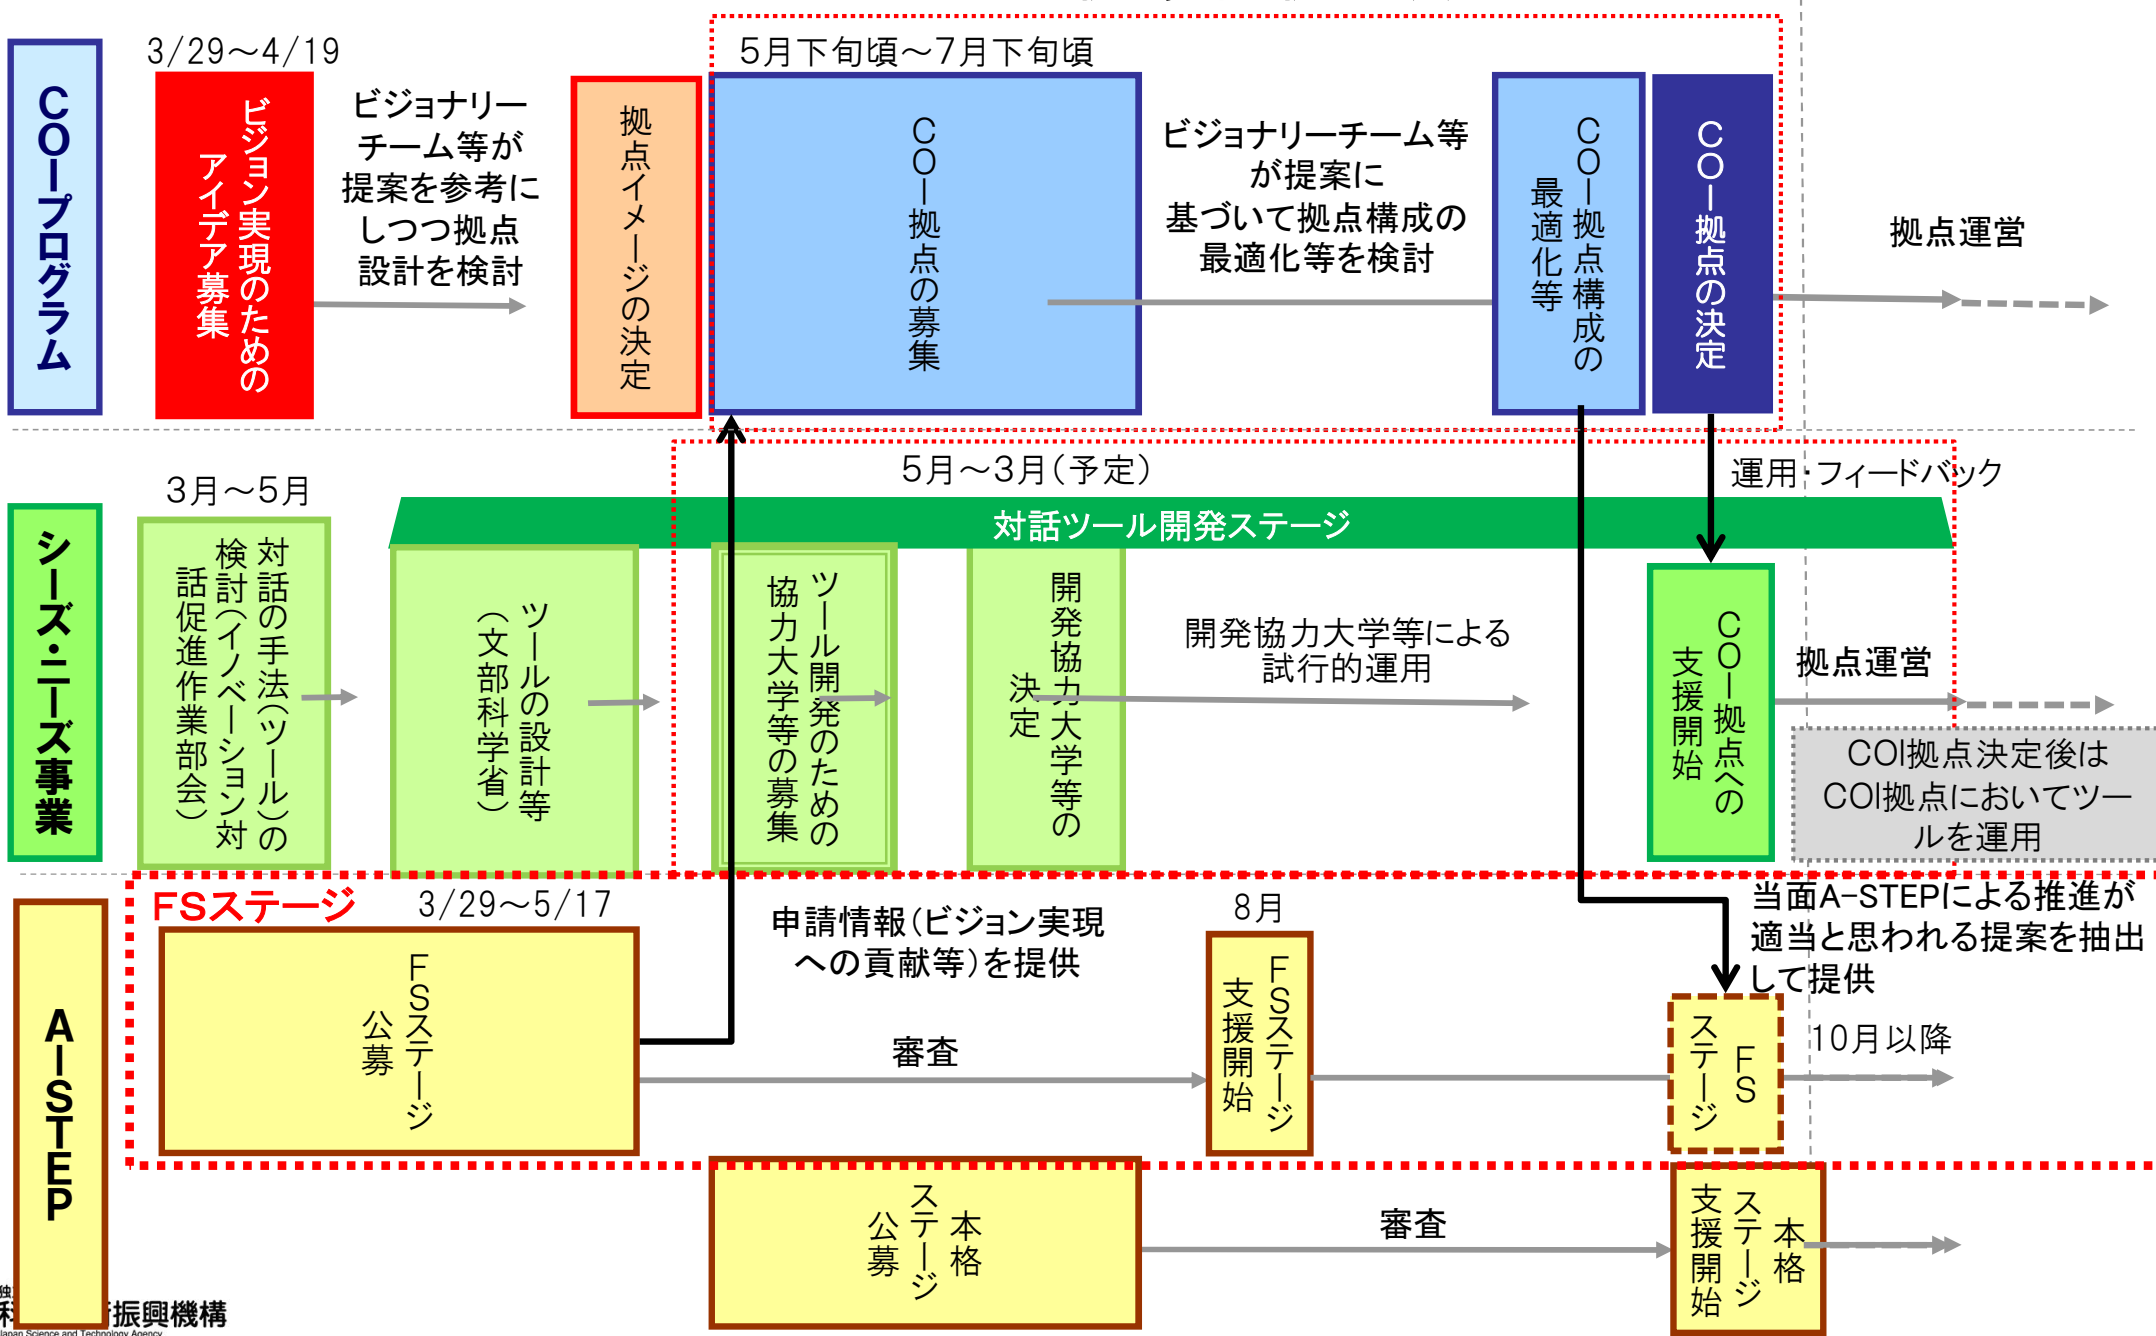 COIプログラム
3/29～4/19
ビジョン実現のための
アイデア募集
ビジョナリー
チーム等が
提案を参考に
しつつ拠点
設計を検討
拠点イメージの決定
5月下旬頃～7月下旬頃
COI拠点の募集
ビジョナリーチーム等
が提案に
基づいて拠点構成の
最適化等を検討
COI拠点構成の
最適化等
COI拠点の決定
拠点運営
シーズ・ニーズ事業
3月～5月
対話の手法(ツール)の
検討(イノベーション対
話促進作業部会)
5月～3月(予定)
対話ツール開発ステージ
運用・フィードバック
ツールの設計等
(文部科学省)
ツール開発のための
協力大学等の募集
開発協力大学等の
決定
開発協力大学等による
試行的運用
COI拠点への
支援開始
拠点運営
COI拠点決定後は
COI拠点においてツー
ルを運用
A-STEP
FSステージ
3/29～5/17
FSステージ
公募
申請情報(ビジョン実現
への貢献等)を提供
審査
8月
FSステージ
支援開始
当面A-STEPによる推進が
適当と思われる提案を抽出
して提供
FS
ステージ
10月以降
本格
ステージ
公募
審査
本格
ステージ
支援開始
振興機構
Japan Science and Technology Agency